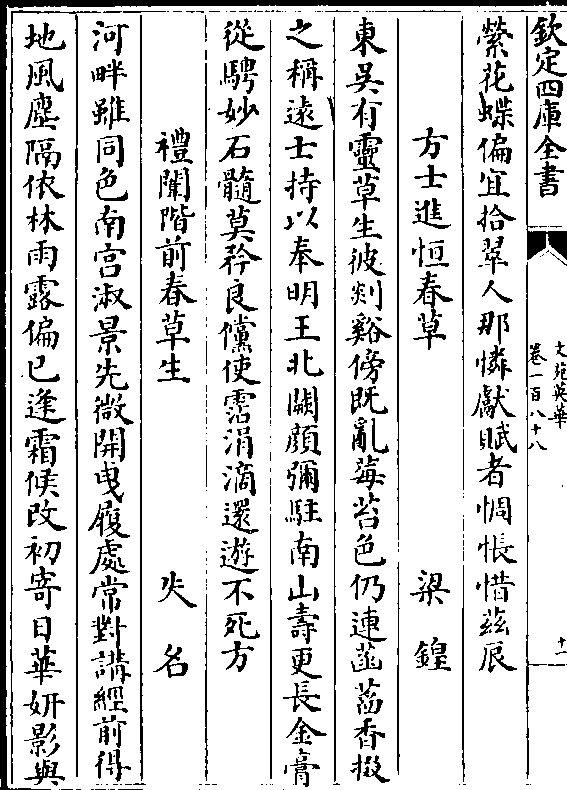 欽定四庫全書
文苑英華
卷一百八十八
十一
縈花蝶偏宜拾翠人那憐獻賦者惆悵惜茲辰
方士進恒春草
梁鍠
東吳有靈草生彼剡谿傍既亂莓苔色仍連菡萏香掇
之稱遠士持以奉明王北闕顔彌駐南山壽更長金膏
從騁妙石髓莫矜良儻使霑涓滴還遊不死方
禮闈階前春草生
失名
河畔雖同色南宮淑景先微開曳履處常對講經前得
地風塵隔依林雨露偏已逢霜候改初寄日華妍影與